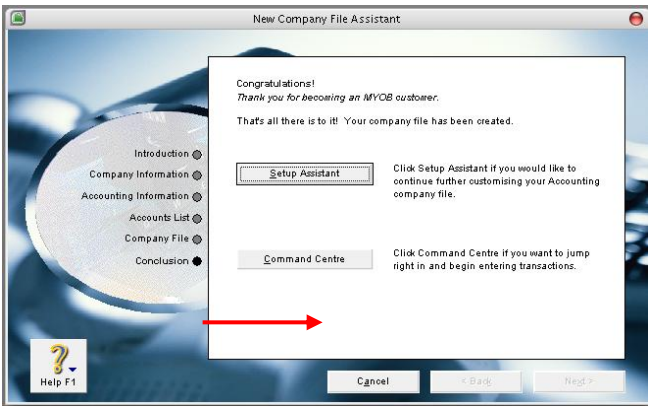 New Company File Assistant
Congratulations!
Thank you for becoming an MYOB customer.
That's all there is to it! Your company file has been created.
Introduction
Company Information
Accounting Information
Accounts List
Company File
Conclusion
Setup Assistant
Click Setup Assistant if you would like to
continue further customising your Accounting
company file.
Command Centre
Click Command Centre if you want to jump
right in and begin entering transactions.
Help F1
Cancel
< Back
Next >